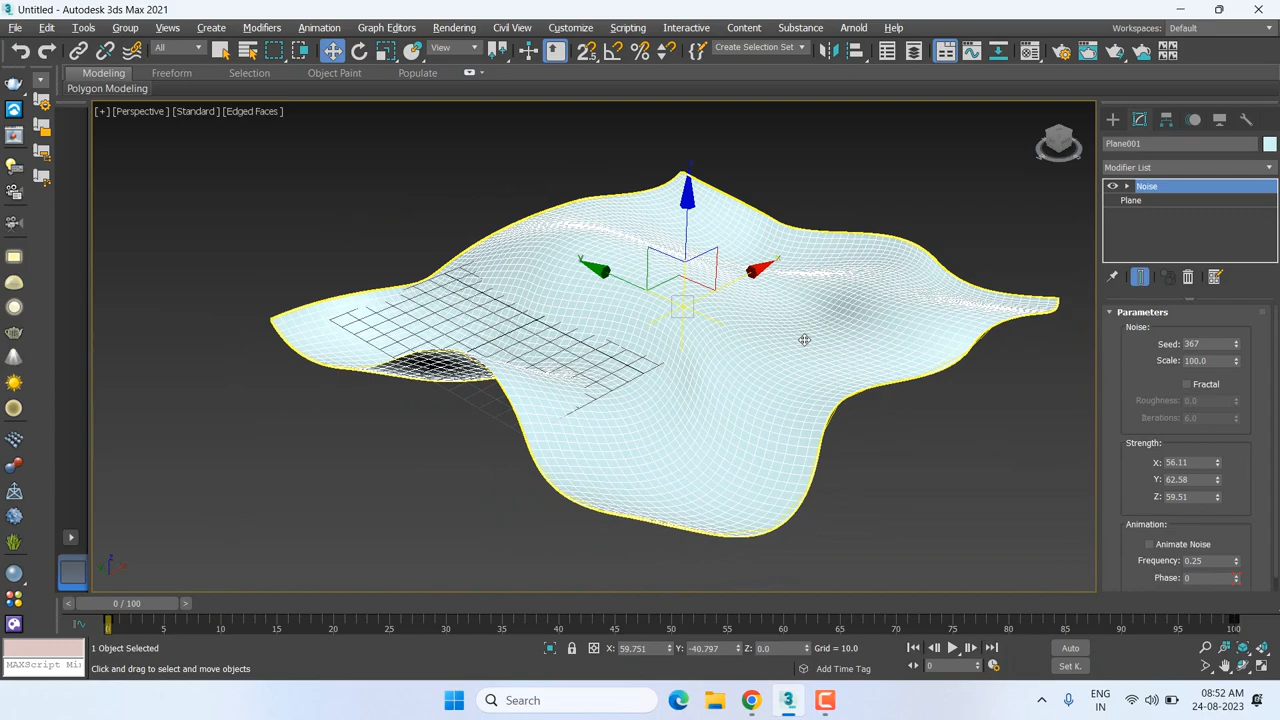 Untitled - Autodesk 3ds Max 2021
File Edit Tools Group Views Create Modifiers Animation Graph Editors Rendering Civil View Customize Scripting Interactive Content Substance Arnold Help
Workspaces: Default
All View Create Selection Set
Modeling Freeform Selection Object Paint Populate
Polygon Modeling
[+] [Perspective] [Standard] [Edged Faces]
Plane001
Modifier List
Noise
Plane
Parameters
Noise:
Seed: 367
Scale: 100.0
Fractal
Roughness: 0.0
Iterations: 6.0
Strength:
X: 56.11
Y: 62.58
Z: 59.51
Animation:
Animate Noise
Frequency: 0.25
Phase: 0
< 0 / 100 >
0 5 10 15 20 25 30 35 40 45 50 55 60 65 70 75 80 85 90 95 100
1 Object Selected X: 59.751 Y: -40.797 Z: 0.0 Grid = 10.0 Auto
MAXScript Mi Click and drag to select and move objects Add Time Tag 0 Set K.
Search
ENG
IN
08:52 AM
24-08-2023